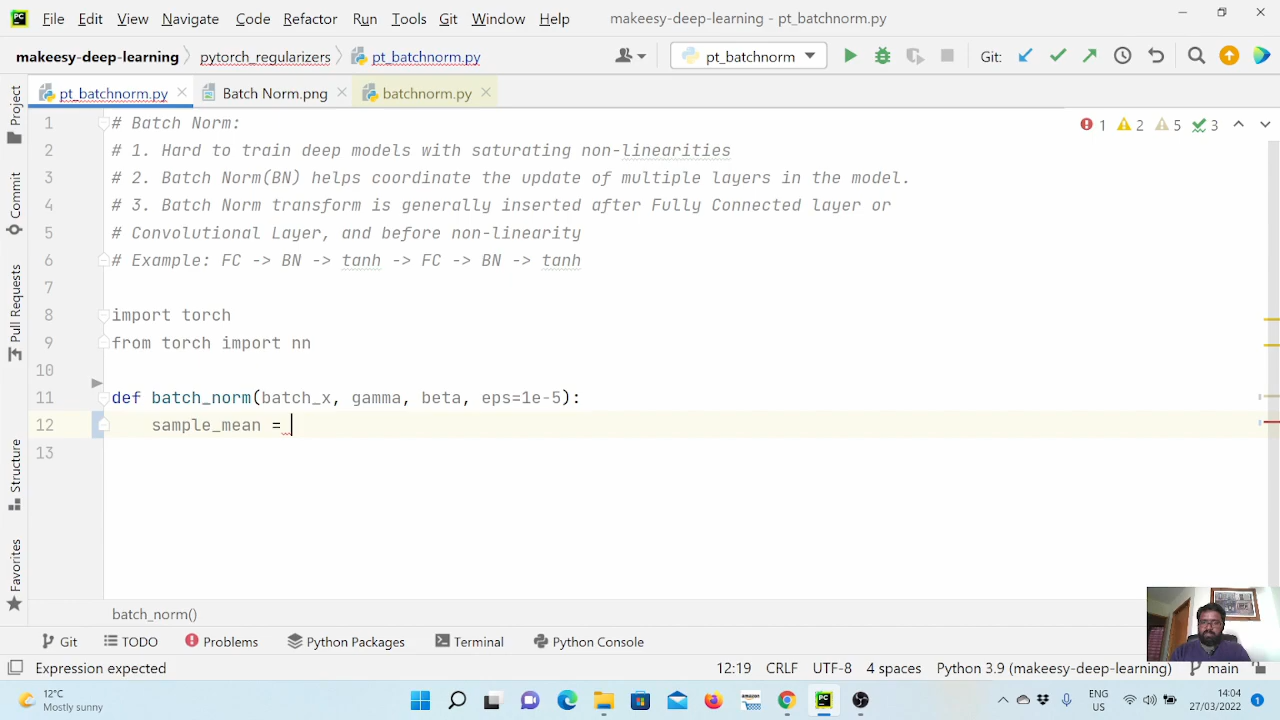 File Edit View Navigate Code Refactor Run Tools Git Window Help makeesy-deep-learning - pt_batchnorm.py
makeesy-deep-learning pytorch_regularizers pt_batchnorm.py pt_batchnorm Git:
pt_batchnorm.py Batch Norm.png batchnorm.py
1 # Batch Norm: 1 2 5 3
2 # 1. Hard to train deep models with saturating non-linearities
3 # 2. Batch Norm(BN) helps coordinate the update of multiple layers in the model.
4 # 3. Batch Norm transform is generally inserted after Fully Connected layer or
5 # Convolutional Layer, and before non-linearity
6 # Example: FC -> BN -> tanh -> FC -> BN -> tanh
7
8 import torch
9 from torch import nn
10
11 def batch_norm(batch_x, gamma, beta, eps=1e-5):
12 sample_mean =
13
Project
Commit
Pull Requests
Structure
Favorites
batch_norm()
Git TODO Problems Python Packages Terminal Python Console
Expression expected 12:19 CRLF UTF-8 4 spaces Python 3.9 (makeesy-deep-learning) main
12°C
Mostly sunny
ENG
US
14:04
27/03/2022
1